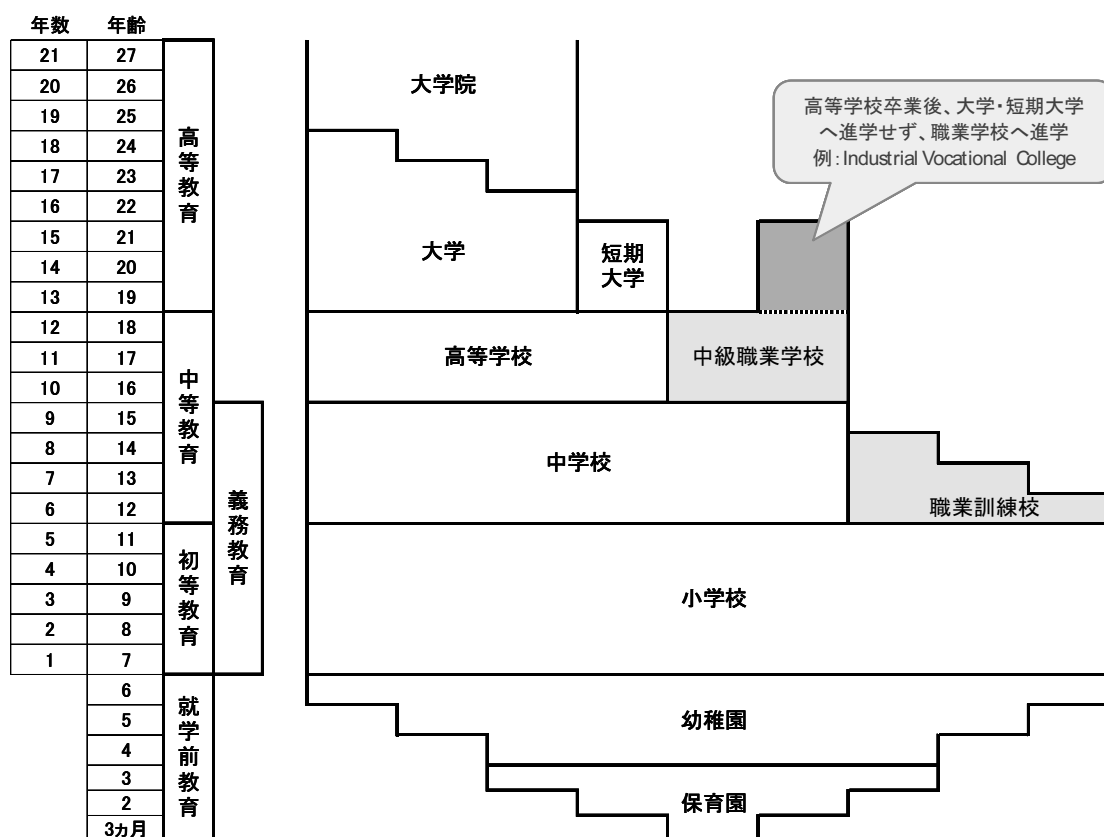 年数 年齢
21 27
20 26
19 25
18 24
17 23
16 22
15 21
14 20
13 19
12 18
11 17
10 16
9 15
8 14
7 13
6 12
5 11
4 10
3 9
2 8
1 7
6
5
4
3
2
3ヵ月
高等教育
中等教育
初等教育
就学前教育
義務教育
大学院
大学
短期
大学
高等学校卒業後、大学・短期大学
へ進学せず、職業学校へ進学
例：Industrial Vocational College
高等学校
中級職業学校
中学校
職業訓練校
小学校
幼稚園
保育園